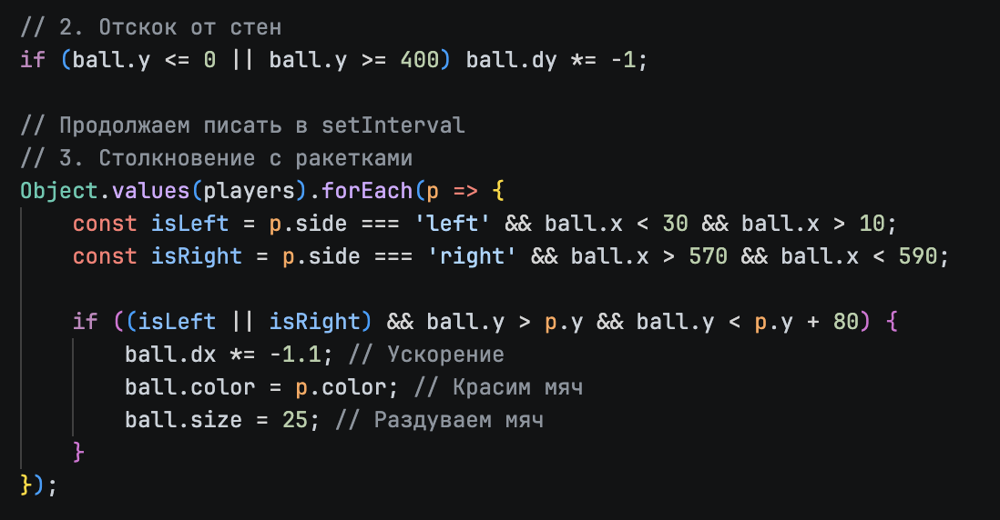 // 2. Отскок от стен
if (ball.y <= 0 || ball.y >= 400) ball.dy *= -1;
// Продолжаем писать в setInterval
// 3. Столкновение с ракетками
Object.values(players).forEach(p => {
    const isLeft = p.side === 'left' && ball.x < 30 && ball.x > 10;
    const isRight = p.side === 'right' && ball.x > 570 && ball.x < 590;
    if ((isLeft || isRight) && ball.y > p.y && ball.y < p.y + 80) {
        ball.dx *= -1.1; // Ускорение
        ball.color = p.color; // Красим мяч
        ball.size = 25; // Раздуваем мяч
    }
});